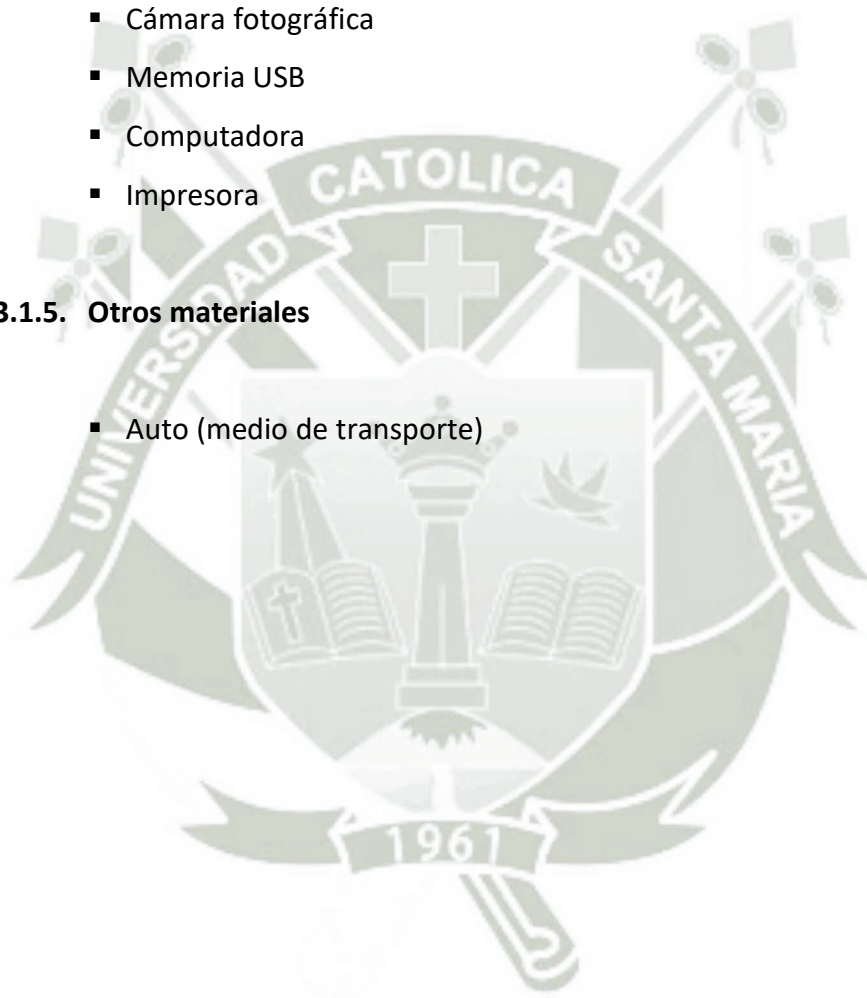 ▪ Cámara fotográfica
▪ Memoria USB
▪ Computadora
▪ Impresora
UNIVERSIDAD CATOLICA SANTA MARIA
3.1.5. Otros materiales
▪ Auto (medio de transporte)
1961